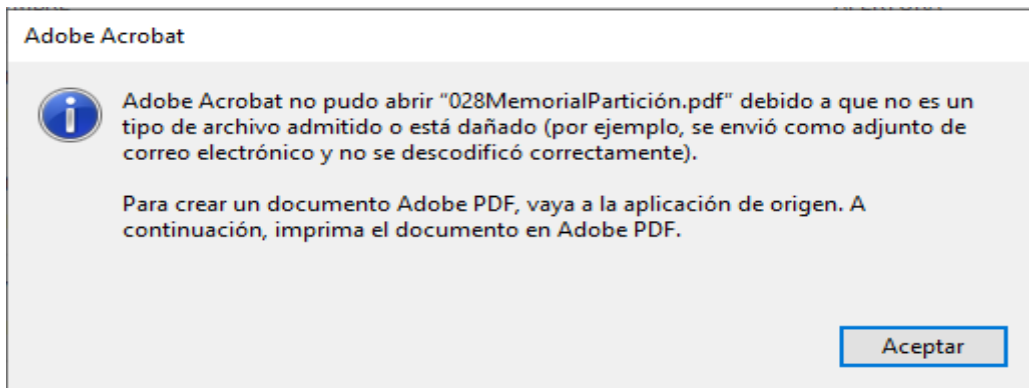 Adobe Acrobat
Adobe Acrobat no pudo abrir "028MemorialPartición.pdf" debido a que no es un
tipo de archivo admitido o está dañado (por ejemplo, se envió como adjunto de
correo electrónico y no se descodificó correctamente).
Para crear un documento Adobe PDF, vaya a la aplicación de origen. A
continuación, imprima el documento en Adobe PDF.
Aceptar